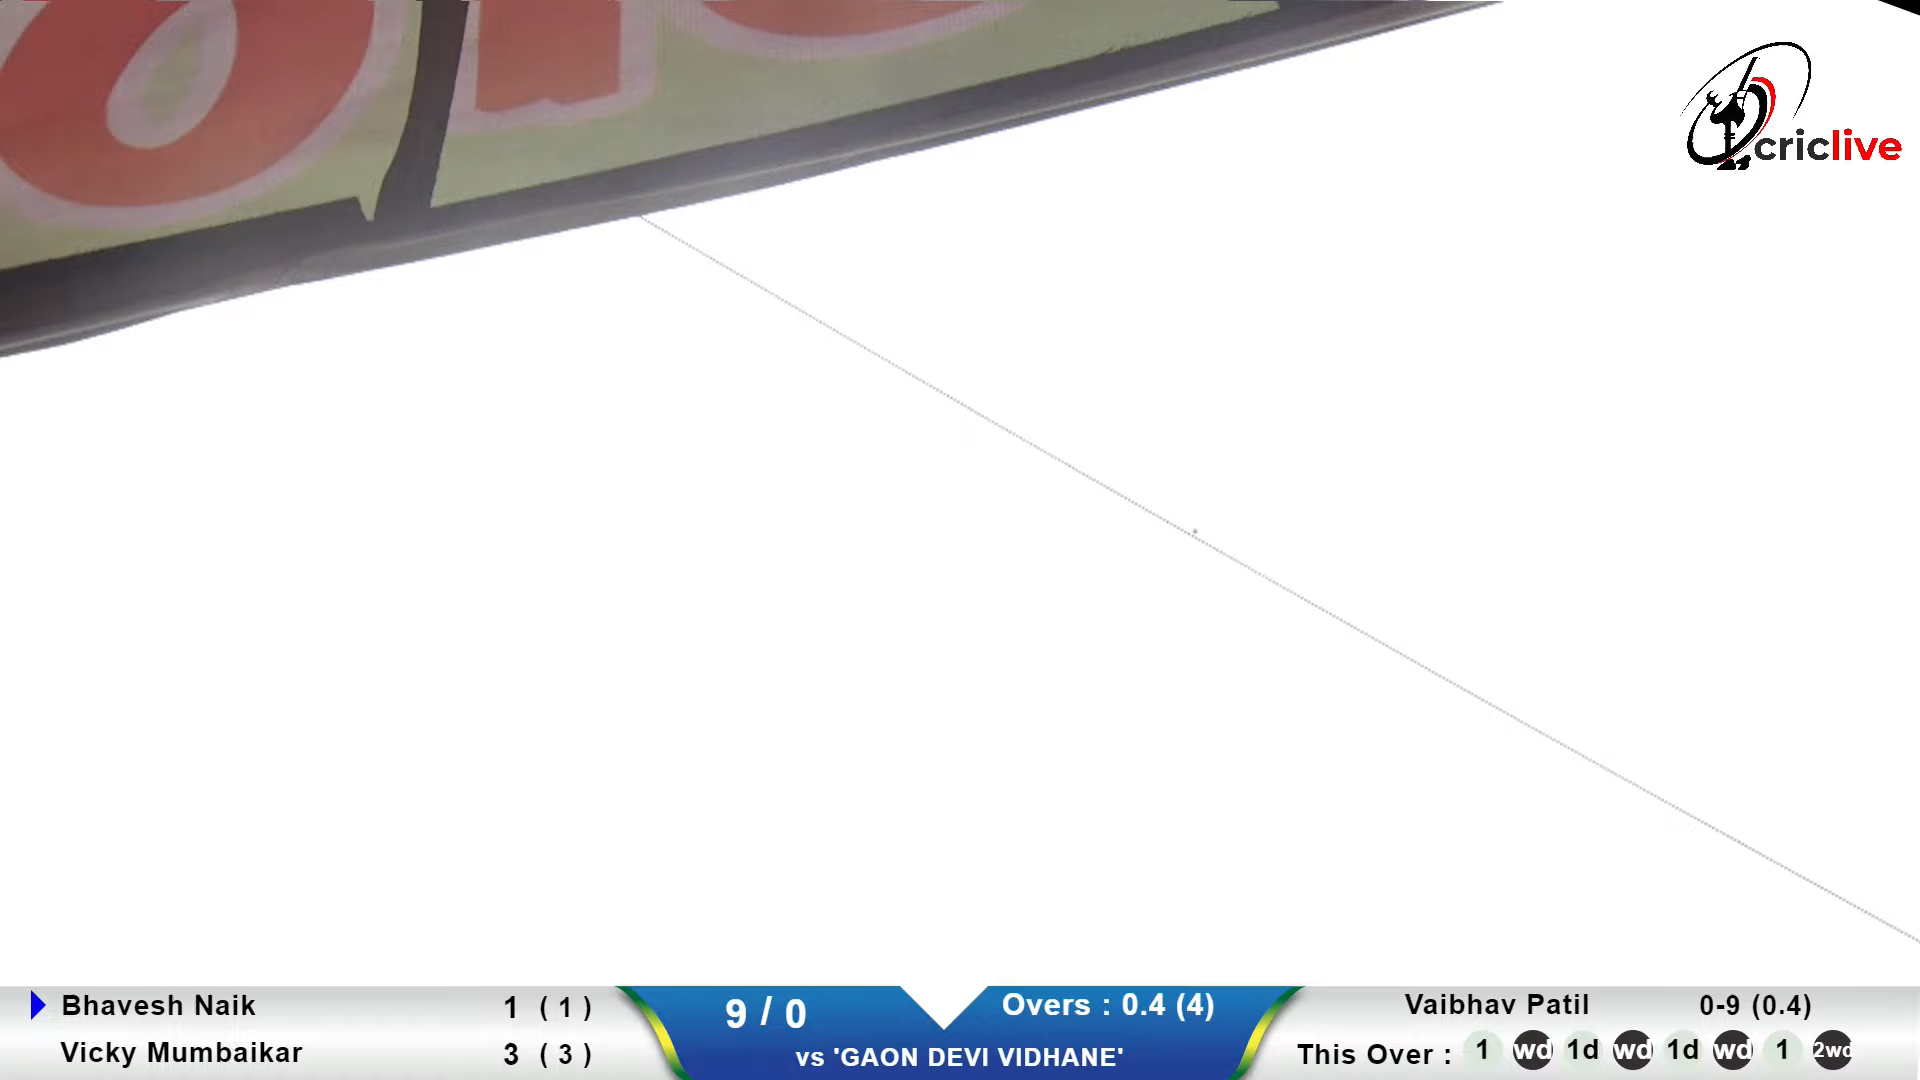 criclive
Bhavesh Naik 1 ( 1 )
Vicky Mumbaikar 3 ( 3 )
9 / 0 Overs : 0.4 (4)
vs 'GAON DEVI VIDHANE'
Vaibhav Patil 0-9 (0.4)
This Over : 1 wd 1d wd 1d wd 1 2wd